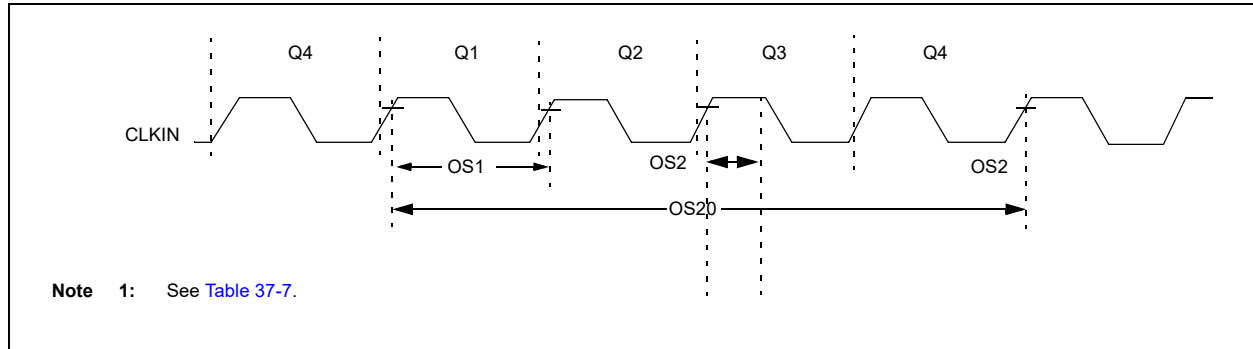 Q4 Q1 Q2 Q3 Q4
CLKIN
OS1 OS2 OS2
OS20
Note 1: See Table 37-7.